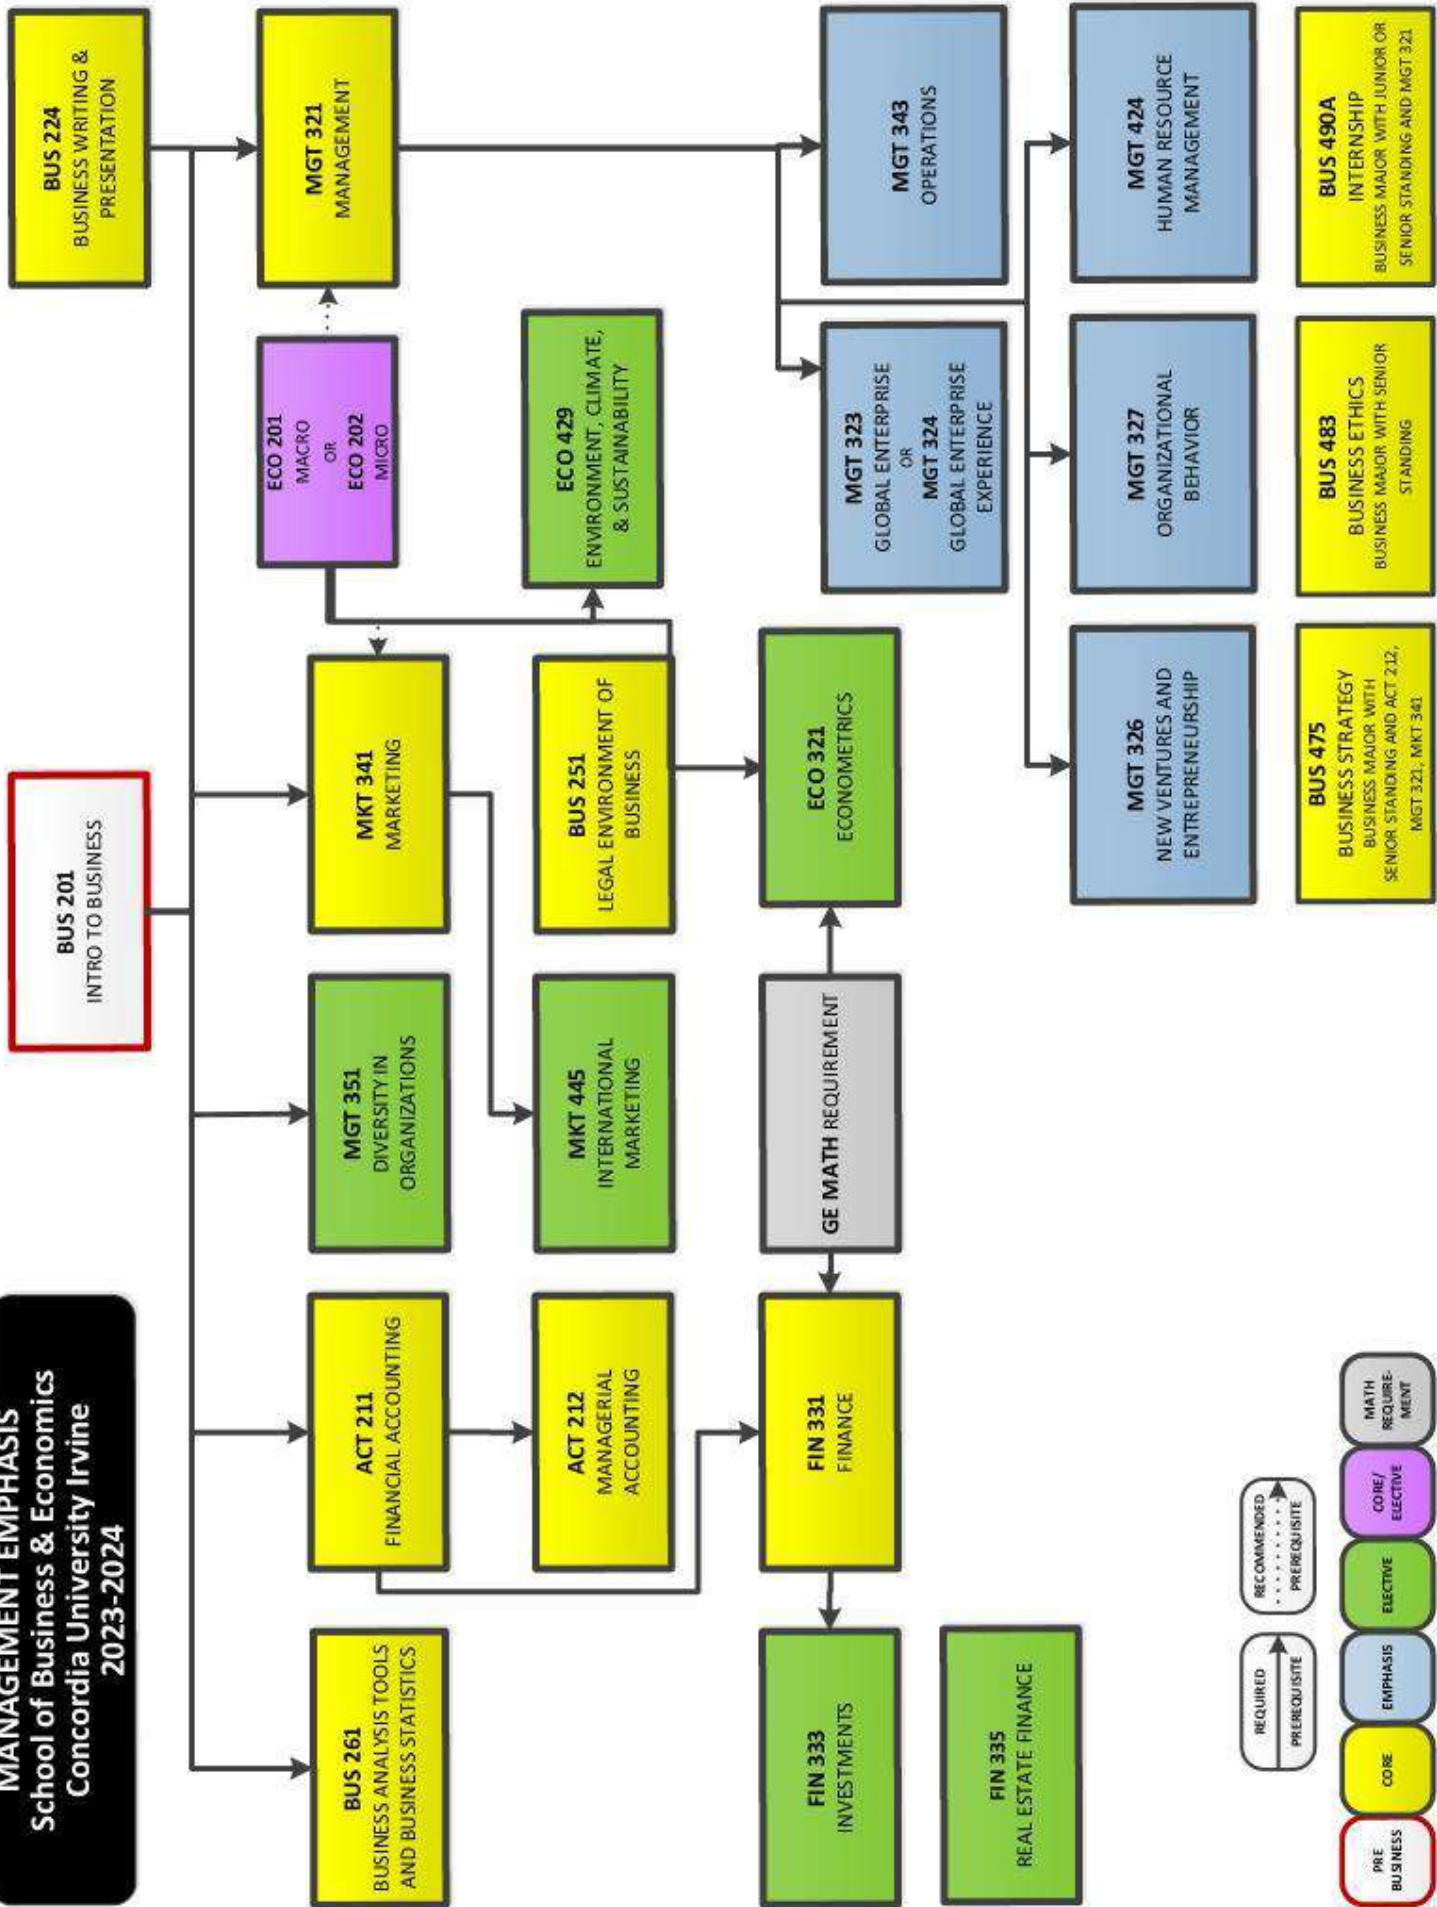 MANAGEMENT EMPHASIS
School of Business & Economics
Concordia University Irvine
2023-2024
BUS 201
INTRO TO BUSINESS
BUS 224
BUSINESS WRITING &
PRESENTATION
BUS 261
BUSINESS ANALYSIS TOOLS
AND BUSINESS STATISTICS
ACT 211
FINANCIAL ACCOUNTING
MGT 351
DIVERSITY IN
ORGANIZATIONS
MKT 341
MARKETING
ECO 201
MACRO
OR
ECO 202
MICRO
MGT 321
MANAGEMENT
ACT 212
MANAGERIAL
ACCOUNTING
MKT 445
INTERNATIONAL
MARKETING
BUS 251
LEGAL ENVIRONMENT OF
BUSINESS
ECO 429
ENVIRONMENT, CLIMATE,
& SUSTAINABILITY
FIN 333
INVESTMENTS
FIN 331
FINANCE
GE MATH REQUIREMENT
ECO 321
ECONOMETRICS
MGT 323
GLOBAL ENTERPRISE
OR
MGT 324
GLOBAL ENTERPRISE
EXPERIENCE
MGT 343
OPERATIONS
FIN 335
REAL ESTATE FINANCE
MGT 326
NEW VENTURES AND
ENTREPRENEURSHIP
MGT 327
ORGANIZATIONAL
BEHAVIOR
MGT 424
HUMAN RESOURCE
MANAGEMENT
BUS 475
BUSINESS STRATEGY
BUSINESS MAJOR WITH
SENIOR STANDING AND ACT 212,
MGT 321, MKT 341
BUS 483
BUSINESS ETHICS
BUSINESS MAJOR WITH SENIOR
STANDING
BUS 490A
INTERNSHIP
BUSINESS MAJOR WITH JUNIOR OR
SENIOR STANDING AND MGT 321
REQUIRED
PREREQUISITE
RECOMMENDED
PREREQUISITE
PRE
BUSINESS
CORE
EMPHASIS
ELECTIVE
CORE/
ELECTIVE
MATH
REQUIRE-
MENT